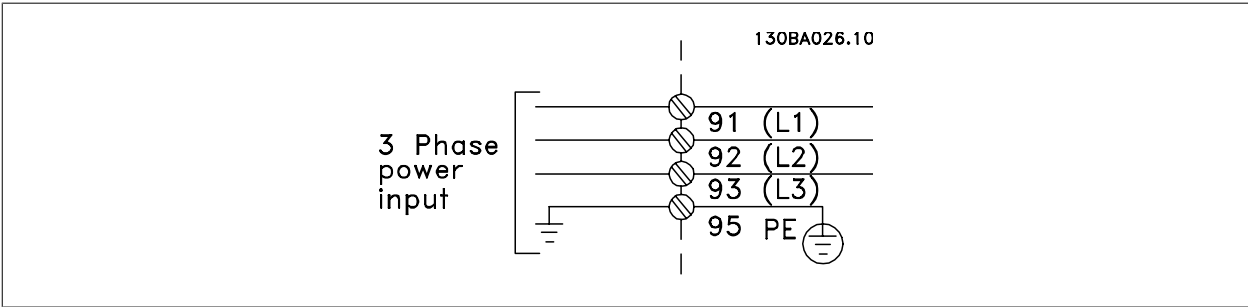 130BA026.10
3 Phase
power
input
91 (L1)
92 (L2)
93 (L3)
95 PE